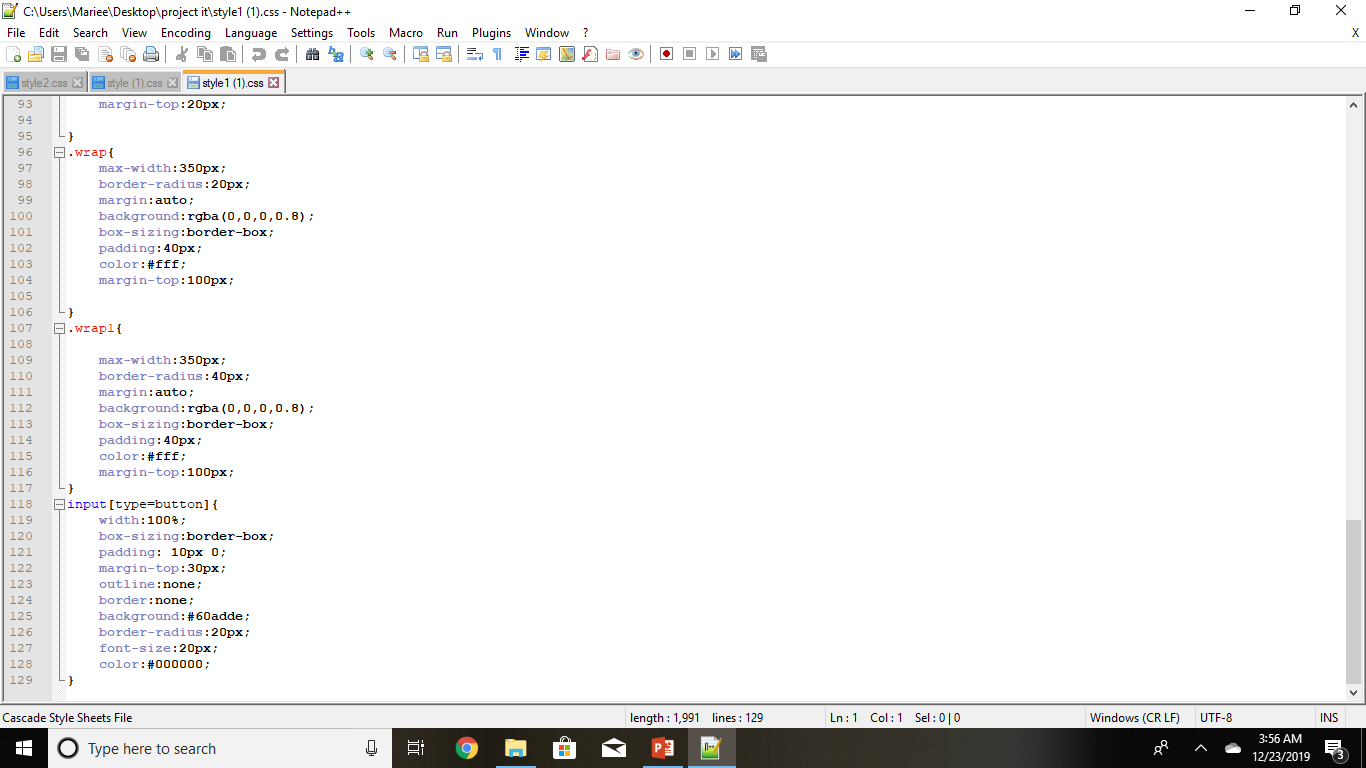 C:\Users\Mariee\Desktop\project it\style1 (1).css - Notepad++
File Edit Search View Encoding Language Settings Tools Macro Run Plugins Window ? X
style2.css style (1).css style1 (1).css
93 margin-top:20px;
94
95 }
96 .wrap{
97 max-width:350px;
98 border-radius:20px;
99 margin:auto;
100 background:rgba(0,0,0,0.8);
101 box-sizing:border-box;
102 padding:40px;
103 color:#fff;
104 margin-top:100px;
105
106 }
107 .wrap1{
108
109 max-width:350px;
110 border-radius:40px;
111 margin:auto;
112 background:rgba(0,0,0,0.8);
113 box-sizing:border-box;
114 padding:40px;
115 color:#fff;
116 margin-top:100px;
117 }
118 input[type=button]{
119 width:100%;
120 box-sizing:border-box;
121 padding: 10px 0;
122 margin-top:30px;
123 outline:none;
124 border:none;
125 background:#60adde;
126 border-radius:20px;
127 font-size:20px;
128 color:#000000;
129 }
Cascade Style Sheets File length : 1,991 lines : 129 Ln : 1 Col : 1 Sel : 0 | 0 Windows (CR LF) UTF-8 INS
Type here to search
3:56 AM
12/23/2019
3